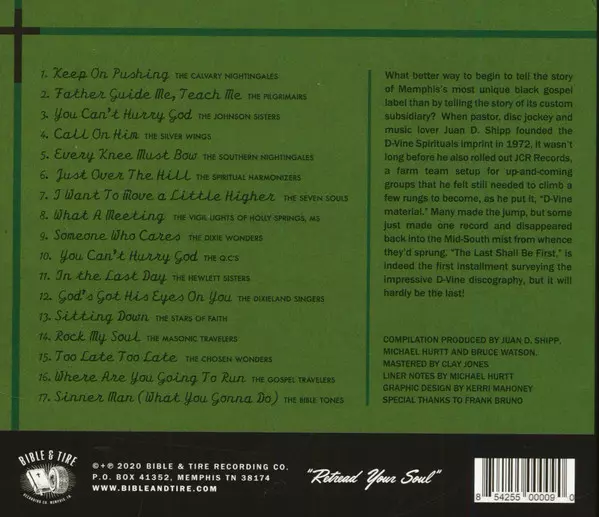 1. Keep On Pushing THE CALVARY NIGHTINGALES
2. Father Guide Me, Teach Me THE PILGRIMAIRS
3. You Can't Hurry God THE JOHNSON SISTERS
4. Call On Him THE SILVER WINGS
5. Every Knee Must Bow THE SOUTHERN NIGHTINGALES
6. Just Over The Hill THE SPIRITUAL HARMONIZERS
7. I Want To Move a Little Higher THE SEVEN SOULS
8. What A Meeting THE VIGIL LIGHTS OF HOLLY SPRINGS, MS
9. Someone Who Cares THE DIXIE WONDERS
10. You Can't Hurry God THE Q.C'S
11. In the Last Day THE HEWLETT SISTERS
12. God's Got His Eyes On You THE DIXIELAND SINGERS
13. Sitting Down THE STARS OF FAITH
14. Rock My Soul THE MASONIC TRAVELERS
15. Too Late Too Late THE CHOSEN WONDERS
16. Where Are You Going To Run THE GOSPEL TRAVELERS
17. Sinner Man (What You Gonna Do) THE BIBLE TONES
What better way to begin to tell the story
of Memphis's most unique black gospel
label than by telling the story of its custom
subsidiary? When pastor, disc jockey and
music lover Juan D. Shipp founded the
D-Vine Spirituals imprint in 1972, it wasn't
long before he also rolled out JCR Records,
a farm team setup for up-and-coming
groups that he felt still needed to climb a
few rungs to become, as he put it, "D-Vine
material." Many made the jump, but some
just made one record and disappeared
back into the Mid-South mist from whence
they'd sprung. "The Last Shall Be First," is
indeed the first installment surveying the
impressive D-Vine discography, but it will
hardly be the last!
COMPILATION PRODUCED BY JUAN D. SHIPP.
MICHAEL HURTT AND BRUCE WATSON.
MASTERED BY CLAY JONES
LINER NOTES BY MICHAEL HURTT
GRAPHIC DESIGN BY KERRI MAHONEY
SPECIAL THANKS TO FRANK BRUNO
BIBLE & TIRE
RECORDING CO. MEMPHIS, TN.
©+℗ 2020 BIBLE & TIRE RECORDING CO.
P.O. BOX 41352, MEMPHIS TN 38174
WWW.BIBLEANDTIRE.COM
"Retread Your Soul"
8 54255 00009 0